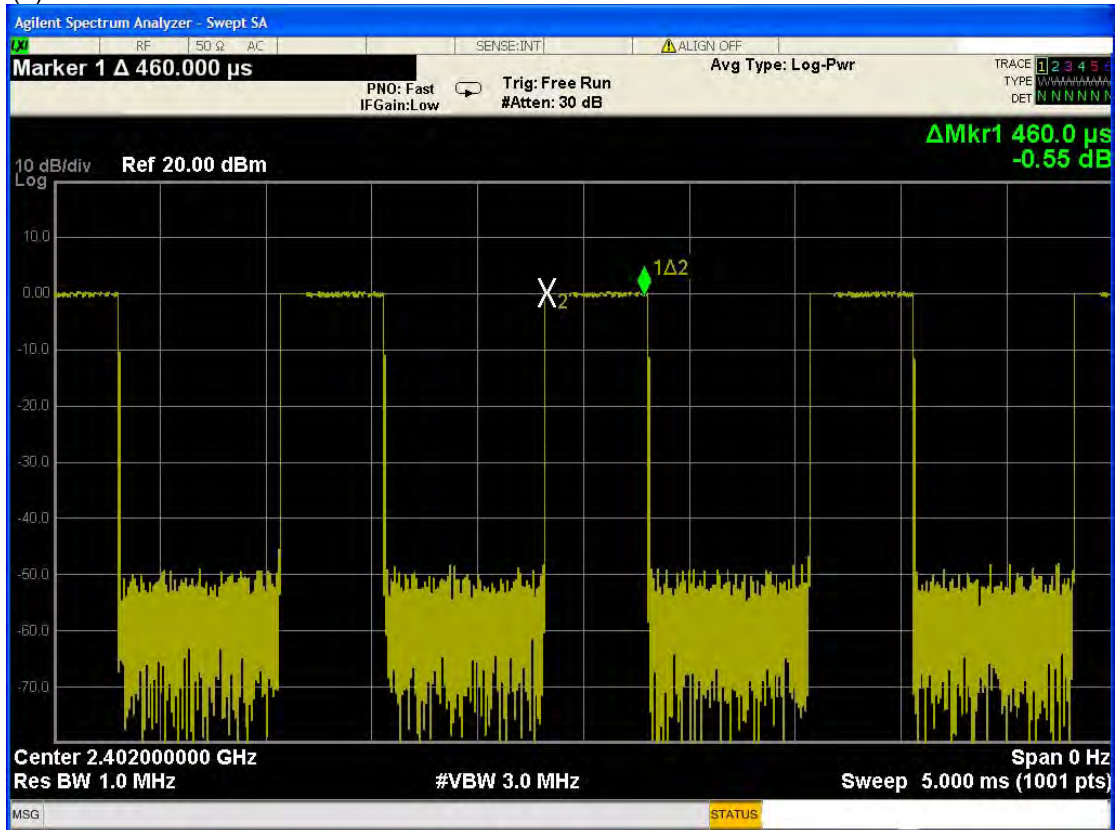 Agilent Spectrum Analyzer - Swept SA
LXI RF 50 Ω AC SENSE:INT ALIGN OFF
Marker 1 Δ 460.000 µs
PNO: Fast
IFGain:Low
Trig: Free Run
#Atten: 30 dB
Avg Type: Log-Pwr
TRACE 1 2 3 4 5 6
TYPE
DET N N N N N N
ΔMkr1 460.0 µs
-0.55 dB
10 dB/div Ref 20.00 dBm
Log
10.0
1Δ2
0.00
X2
-10.0
-20.0
-30.0
-40.0
-50.0
-60.0
-70.0
Center 2.402000000 GHz Span 0 Hz
Res BW 1.0 MHz #VBW 3.0 MHz Sweep 5.000 ms (1001 pts)
MSG STATUS